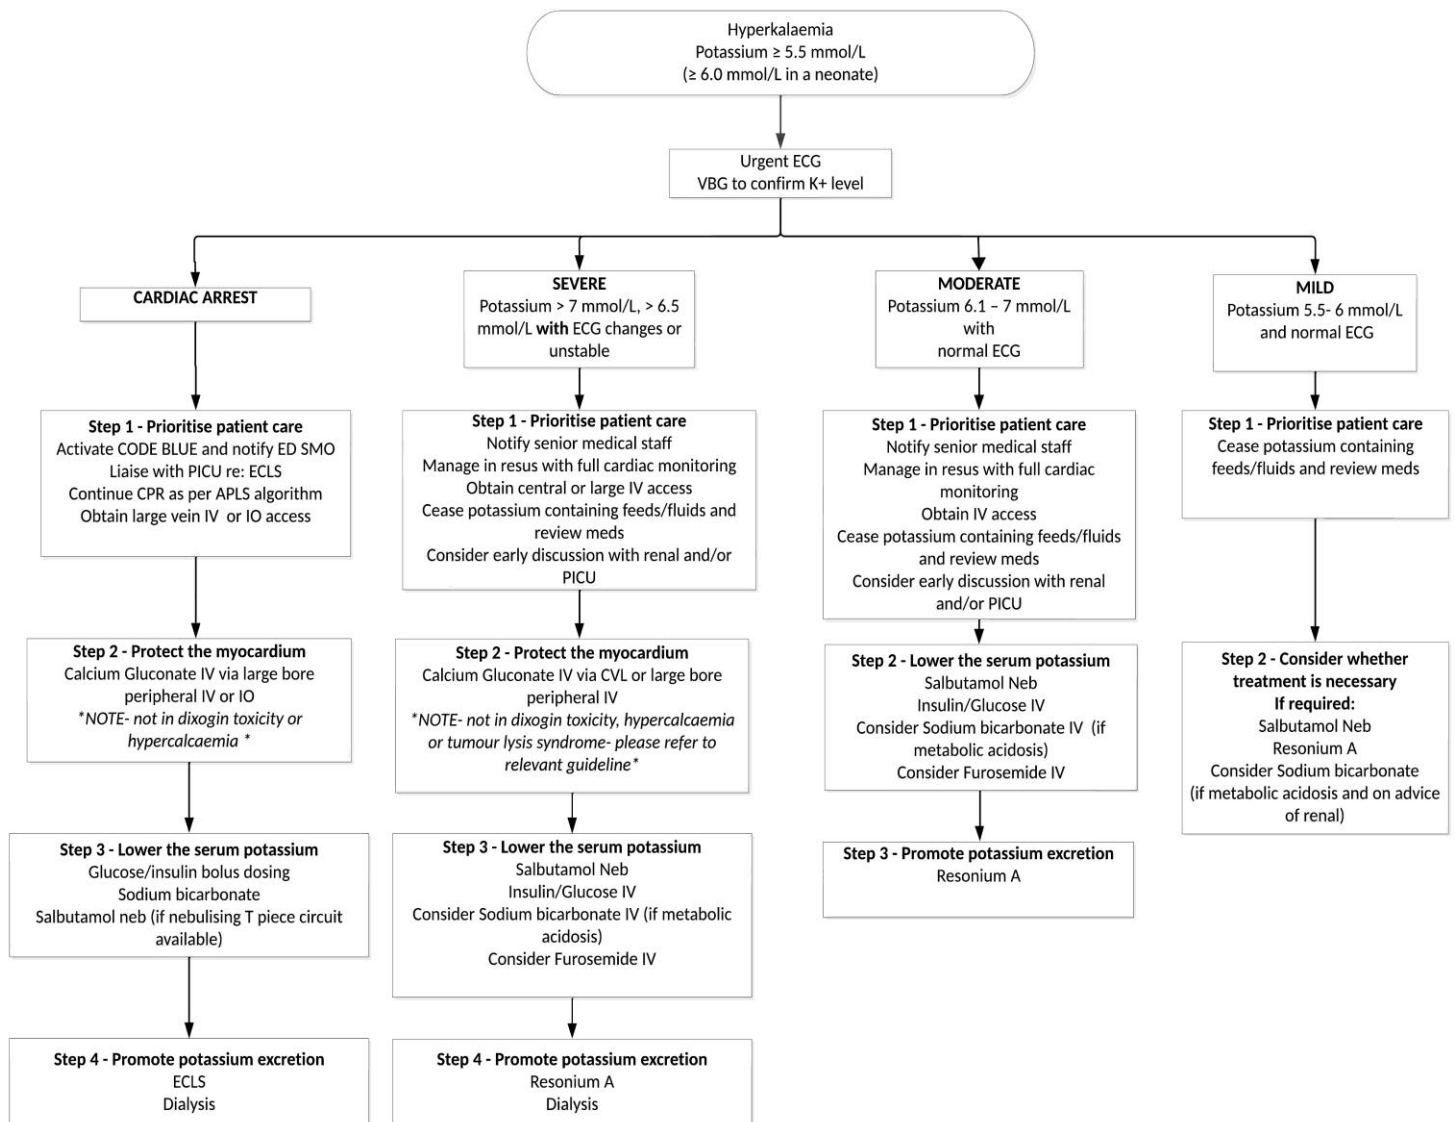 Hyperkalaemia
Potassium ≥ 5.5 mmol/L
(≥ 6.0 mmol/L in a neonate)
Urgent ECG
VBG to confirm K+ level
CARDIAC ARREST
Step 1 - Prioritise patient care
Activate CODE BLUE and notify ED SMO
Liaise with PICU re: ECLS
Continue CPR as per APLS algorithm
Obtain large vein IV or IO access
Step 2 - Protect the myocardium
Calcium Gluconate IV via large bore
peripheral IV or IO
*NOTE- not in dixogin toxicity or
hypercalcaemia *
Step 3 - Lower the serum potassium
Glucose/insulin bolus dosing
Sodium bicarbonate
Salbutamol neb (if nebulising T piece circuit
available)
Step 4 - Promote potassium excretion
ECLS
Dialysis
SEVERE
Potassium > 7 mmol/L, > 6.5
mmol/L with ECG changes or
unstable
Step 1 - Prioritise patient care
Notify senior medical staff
Manage in resus with full cardiac monitoring
Obtain central or large IV access
Cease potassium containing feeds/fluids and
review meds
Consider early discussion with renal and/or
PICU
Step 2 - Protect the myocardium
Calcium Gluconate IV via CVL or large bore
peripheral IV
*NOTE- not in dixogin toxicity, hypercalcaemia
or tumour lysis syndrome- please refer to
relevant guideline*
Step 3 - Lower the serum potassium
Salbutamol Neb
Insulin/Glucose IV
Consider Sodium bicarbonate IV (if metabolic
acidosis)
Consider Furosemide IV
Step 4 - Promote potassium excretion
Resonium A
Dialysis
MODERATE
Potassium 6.1 – 7 mmol/L
with
normal ECG
Step 1 - Prioritise patient care
Notify senior medical staff
Manage in resus with full cardiac
monitoring
Obtain IV access
Cease potassium containing feeds/fluids
and review meds
Consider early discussion with renal
and/or PICU
Step 2 - Lower the serum potassium
Salbutamol Neb
Insulin/Glucose IV
Consider Sodium bicarbonate IV (if
metabolic acidosis)
Consider Furosemide IV
Step 3 - Promote potassium excretion
Resonium A
MILD
Potassium 5.5- 6 mmol/L
and normal ECG
Step 1 - Prioritise patient care
Cease potassium containing
feeds/fluids and review meds
Step 2 - Consider whether
treatment is necessary
If required:
Salbutamol Neb
Resonium A
Consider Sodium bicarbonate
(if metabolic acidosis and on advice
of renal)